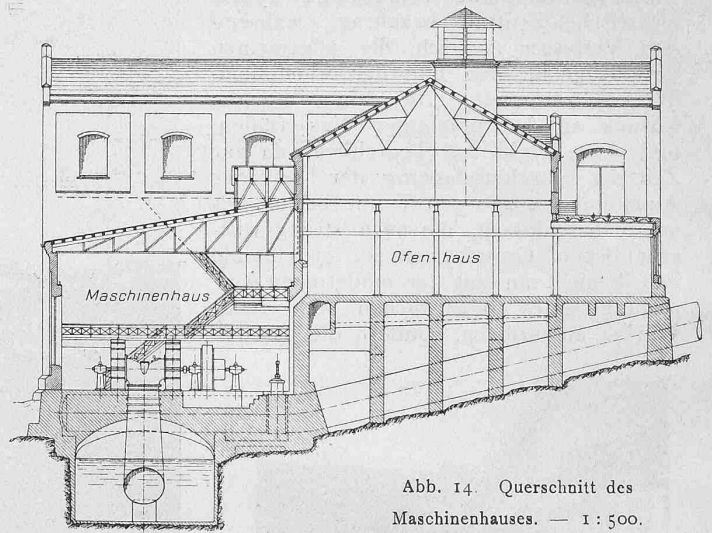 Ofen-haus
Maschinenhaus
Abb. 14. Querschnitt des
Maschinenhauses. — 1 : 500.